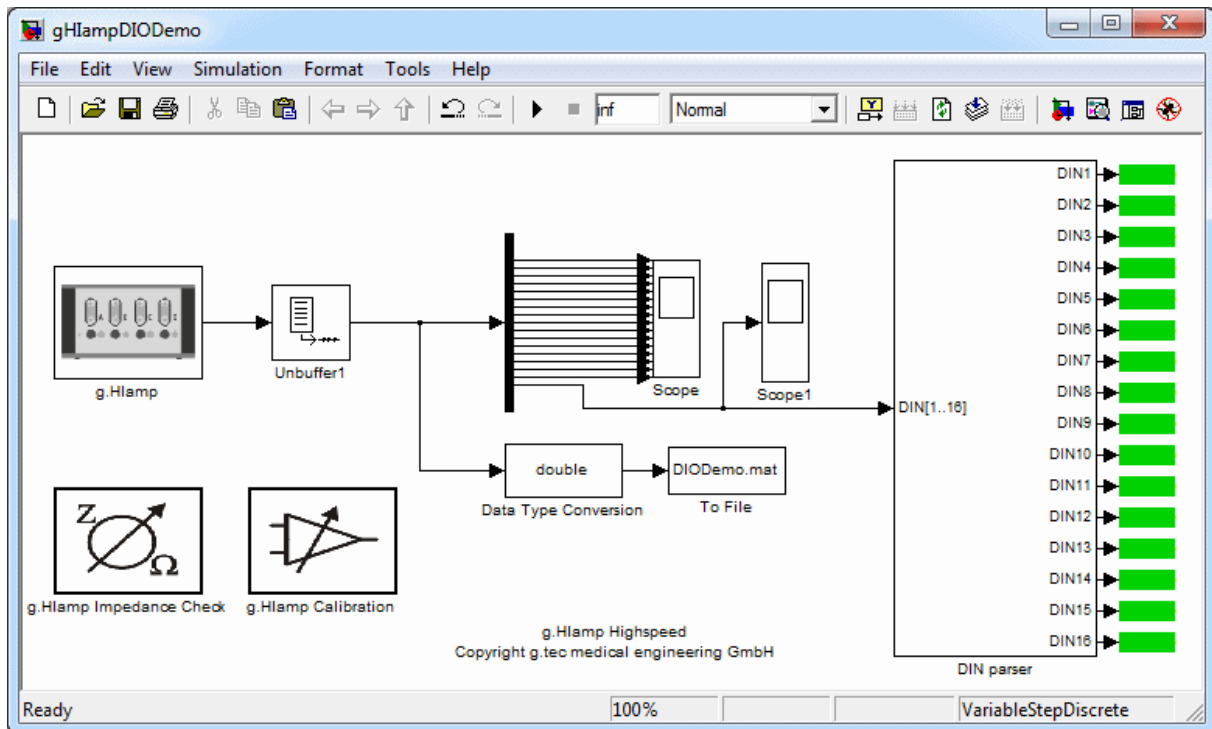 gHIampDIODemo
File Edit View Simulation Format Tools Help
inf Normal
DIN1
DIN2
DIN3
DIN4
DIN5
DIN6
DIN7
DIN8
DIN9
DIN10
DIN11
DIN12
DIN13
DIN14
DIN15
DIN16
DIN[1..16]
DIN parser
g.HIamp
Unbuffer1
Scope
Scope1
double
Data Type Conversion
DIODemo.mat
To File
Z
Ω
g.HIamp Impedance Check
g.HIamp Calibration
g.HIamp Highspeed
Copyright g.tec medical engineering GmbH
Ready 100% VariableStepDiscrete